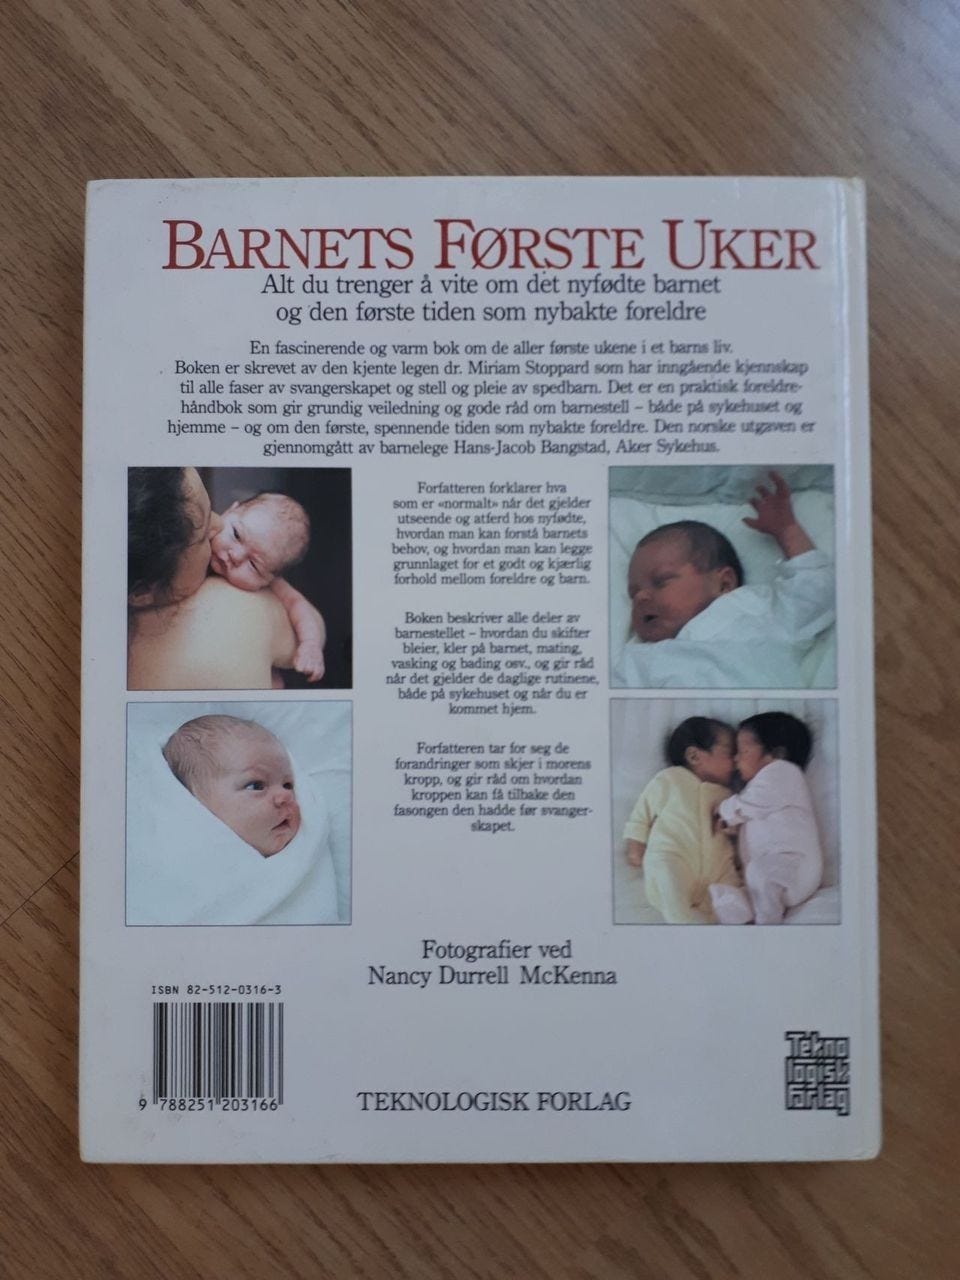 BARNETS FØRSTE UKER
Alt du trenger å vite om det nyfødte barnet
og den første tiden som nybakte foreldre
En fascinerende og varm bok om de aller første ukene i et barns liv.
Boken er skrevet av den kjente legen dr. Miriam Stoppard som har inngående kjennskap
til alle faser av svangerskapet og stell og pleie av spedbarn. Det er en praktisk foreldre-
håndbok som gir grundig veiledning og gode råd om barnestell – både på sykehuset og
hjemme – og om den første, spennende tiden som nybakte foreldre. Den norske utgaven er
gjennomgått av barnelege Hans-Jacob Bangstad, Aker Sykehus.
Forfatteren forklarer hva
som er «normalt» når det gjelder
utseende og atferd hos nyfødte,
hvordan man kan forstå barnets
behov, og hvordan man kan legge
grunnlaget for et godt og kjærlig
forhold mellom foreldre og barn.
Boken beskriver alle deler av
barnestellet – hvordan du skifter
bleier, kler på barnet, mating,
vasking og bading osv., og gir råd
når det gjelder de daglige rutinene,
både på sykehuset og når du er
kommet hjem.
Forfatteren tar for seg de
forandringer som skjer i morens
kropp, og gir råd om hvordan
kroppen kan få tilbake den
fasongen den hadde før svanger-
skapet.
Fotografier ved
Nancy Durrell McKenna
ISBN 82-512-0316-3
9 788251 203166
TEKNOLOGISK FORLAG
Tekno
logisk
Forlag